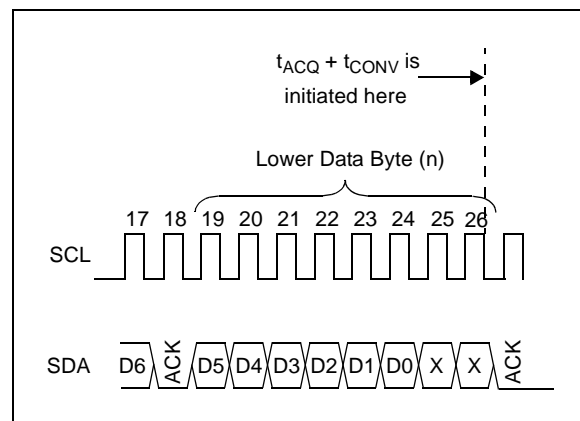 tACQ + tCONV is
initiated here
Lower Data Byte (n)
17 18 19 20 21 22 23 24 25 26
SCL
SDA D6 ACK D5 D4 D3 D2 D1 D0 X X ACK